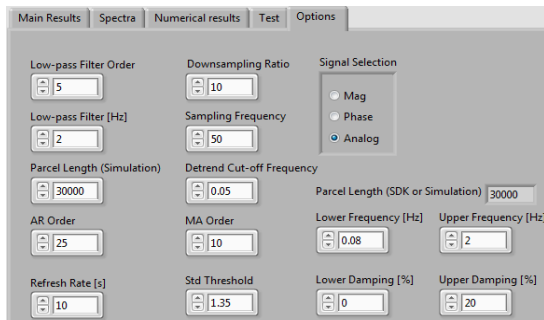 Main Results Spectra Numerical results Test Options
Low-pass Filter Order Downsampling Ratio Signal Selection
5 10
Mag
Low-pass Filter [Hz] Sampling Frequency Phase
2 50 Analog
Parcel Length (Simulation) Detrend Cut-off Frequency
30000 0.05 Parcel Length (SDK or Simulation) 30000
AR Order MA Order Lower Frequency [Hz] Upper Frequency [Hz]
25 10 0.08 2
Refresh Rate [s] Std Threshold Lower Damping [%] Upper Damping [%]
10 1.35 0 20